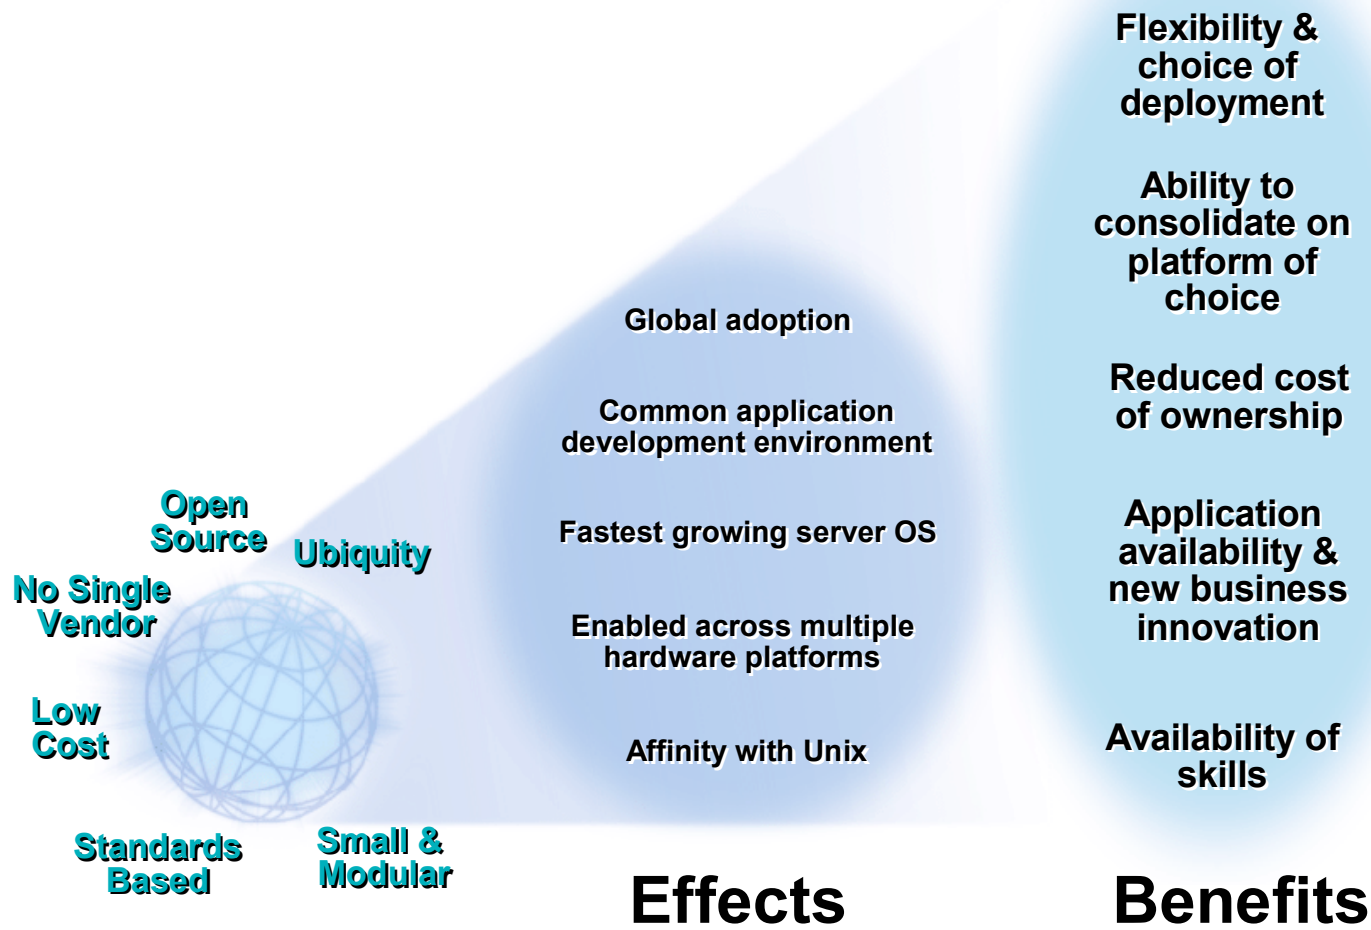 Open
Source
Ubiquity
No Single
Vendor
Low
Cost
Standards
Based
Small &
Modular
Global adoption
Common application
development environment
Fastest growing server OS
Enabled across multiple
hardware platforms
Affinity with Unix
Effects
Flexibility &
choice of
deployment
Ability to
consolidate on
platform of
choice
Reduced cost
of ownership
Application
availability &
new business
innovation
Availability of
skills
Benefits